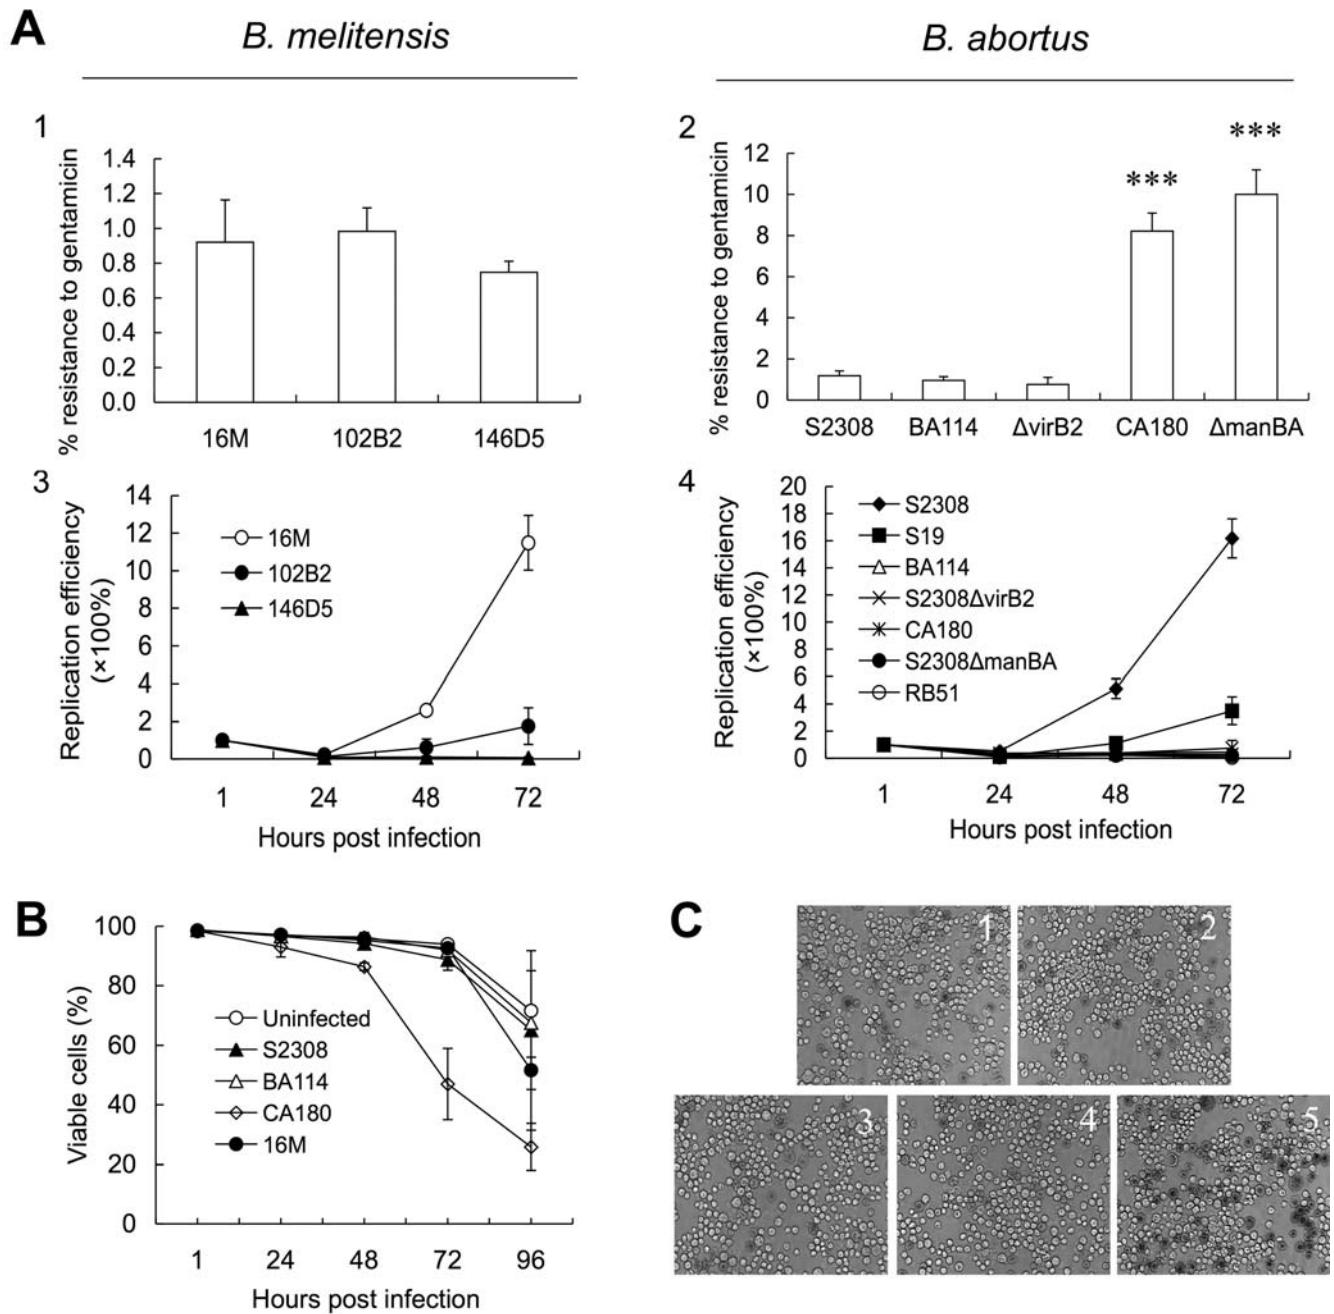 A
B. melitensis
B. abortus
1
% resistance to gentamicin
1.4
1.2
1.0
0.8
0.6
0.4
0.2
0.0
16M 102B2 146D5
2
% resistance to gentamicin
12
10
8
6
4
2
0
***
***
S2308 BA114 ΔvirB2 CA180 ΔmanBA
3
Replication efficiency
(×100%)
14
12
10
8
6
4
2
0
16M
102B2
146D5
1 24 48 72
Hours post infection
4
Replication efficiency
(×100%)
20
18
16
14
12
10
8
6
4
2
0
S2308
S19
BA114
S2308ΔvirB2
CA180
S2308ΔmanBA
RB51
1 24 48 72
Hours post infection
B
Viable cells (%)
100
80
60
40
20
0
Uninfected
S2308
BA114
CA180
16M
1 24 48 72 96
Hours post infection
C
1 2
3 4 5